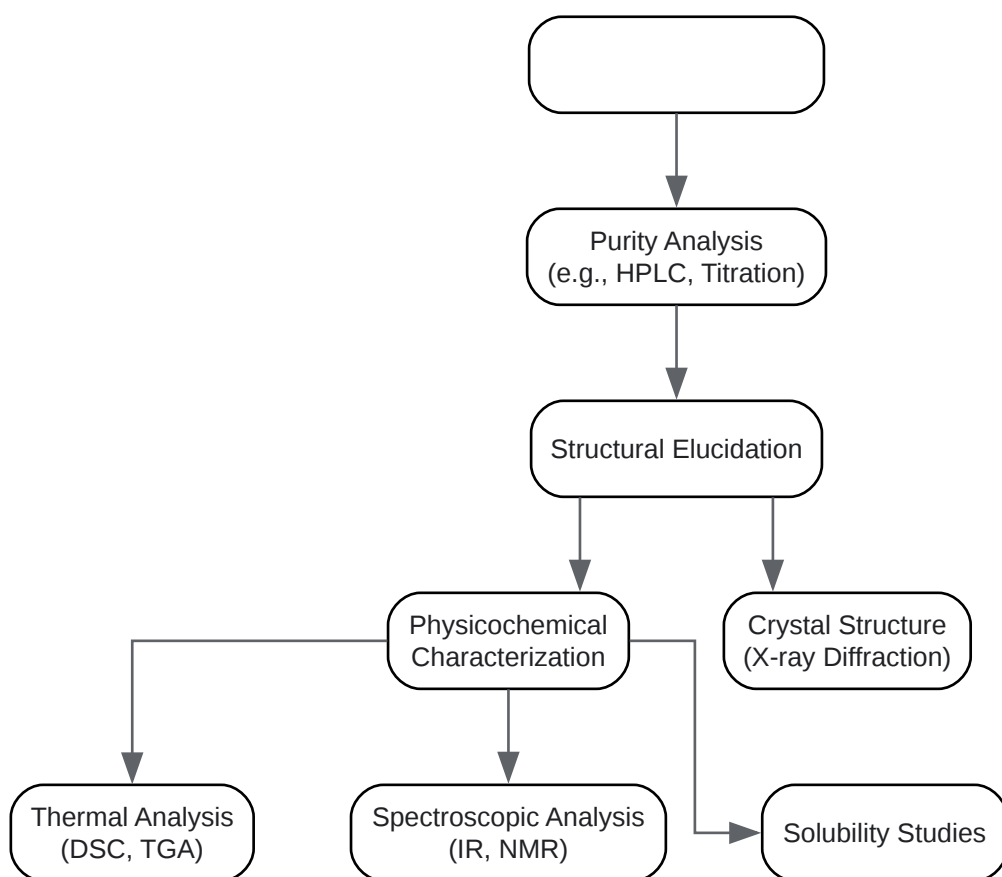 Purity Analysis
(e.g., HPLC, Titration)
Structural Elucidation
Physicochemical
Characterization
Crystal Structure
(X-ray Diffraction)
Thermal Analysis
(DSC, TGA)
Spectroscopic Analysis
(IR, NMR)
Solubility Studies